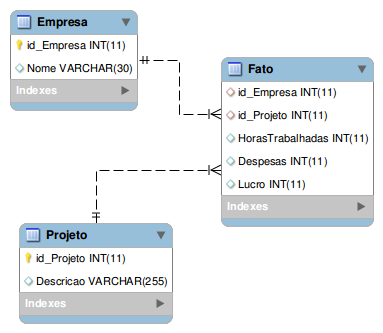 Empresa
id_Empresa INT(11)
Nome VARCHAR(30)
Indexes
Fato
id_Empresa INT(11)
id_Projeto INT(11)
HorasTrabalhadas INT(11)
Despesas INT(11)
Lucro INT(11)
Indexes
Projeto
id_Projeto INT(11)
Descricao VARCHAR(255)
Indexes